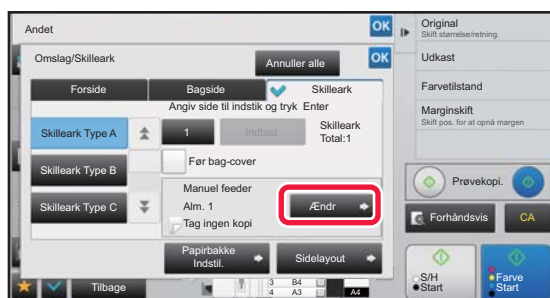 Andet
OK
Omslag/Skilleark
Annuller alle
OK
Forside
Bagside
Skilleark
Angiv side til indstik og tryk Enter
Skilleark Type A
1
Indtast
Skilleark
Total:1
Skilleark Type B
Før bag-cover
Skilleark Type C
Manuel feeder
Alm. 1
Tag ingen kopi
Ændr
Papirbakke
Indstil.
Sidelayout
Tilbage
3 B4
4 A3
A4
Original
Skift størrelse/retning.
Udkast
Farvetilstand
Marginskift
Skift pos. for at opnå margen
Prøvekopi.
Forhåndsvis
CA
S/H
Start
Farve
Start